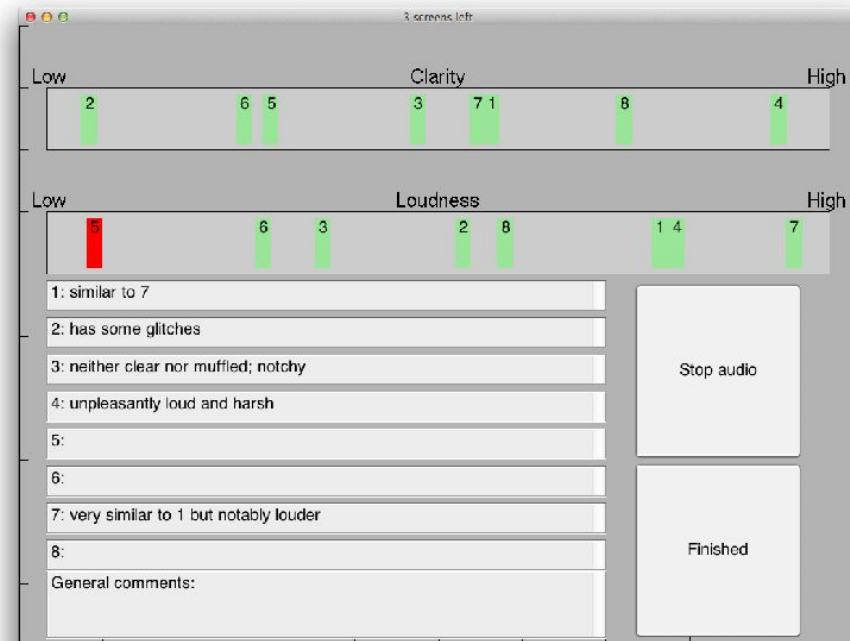 3 screens left
Low Clarity High
2 6 5 3 7 1 8 4
Low Loudness High
5 6 3 2 8 1 4 7
1: similar to 7
2: has some glitches
3: neither clear nor muffled; notchy
4: unpleasantly loud and harsh
5:
6:
7: very similar to 1 but notably louder
8:
General comments:
Stop audio
Finished